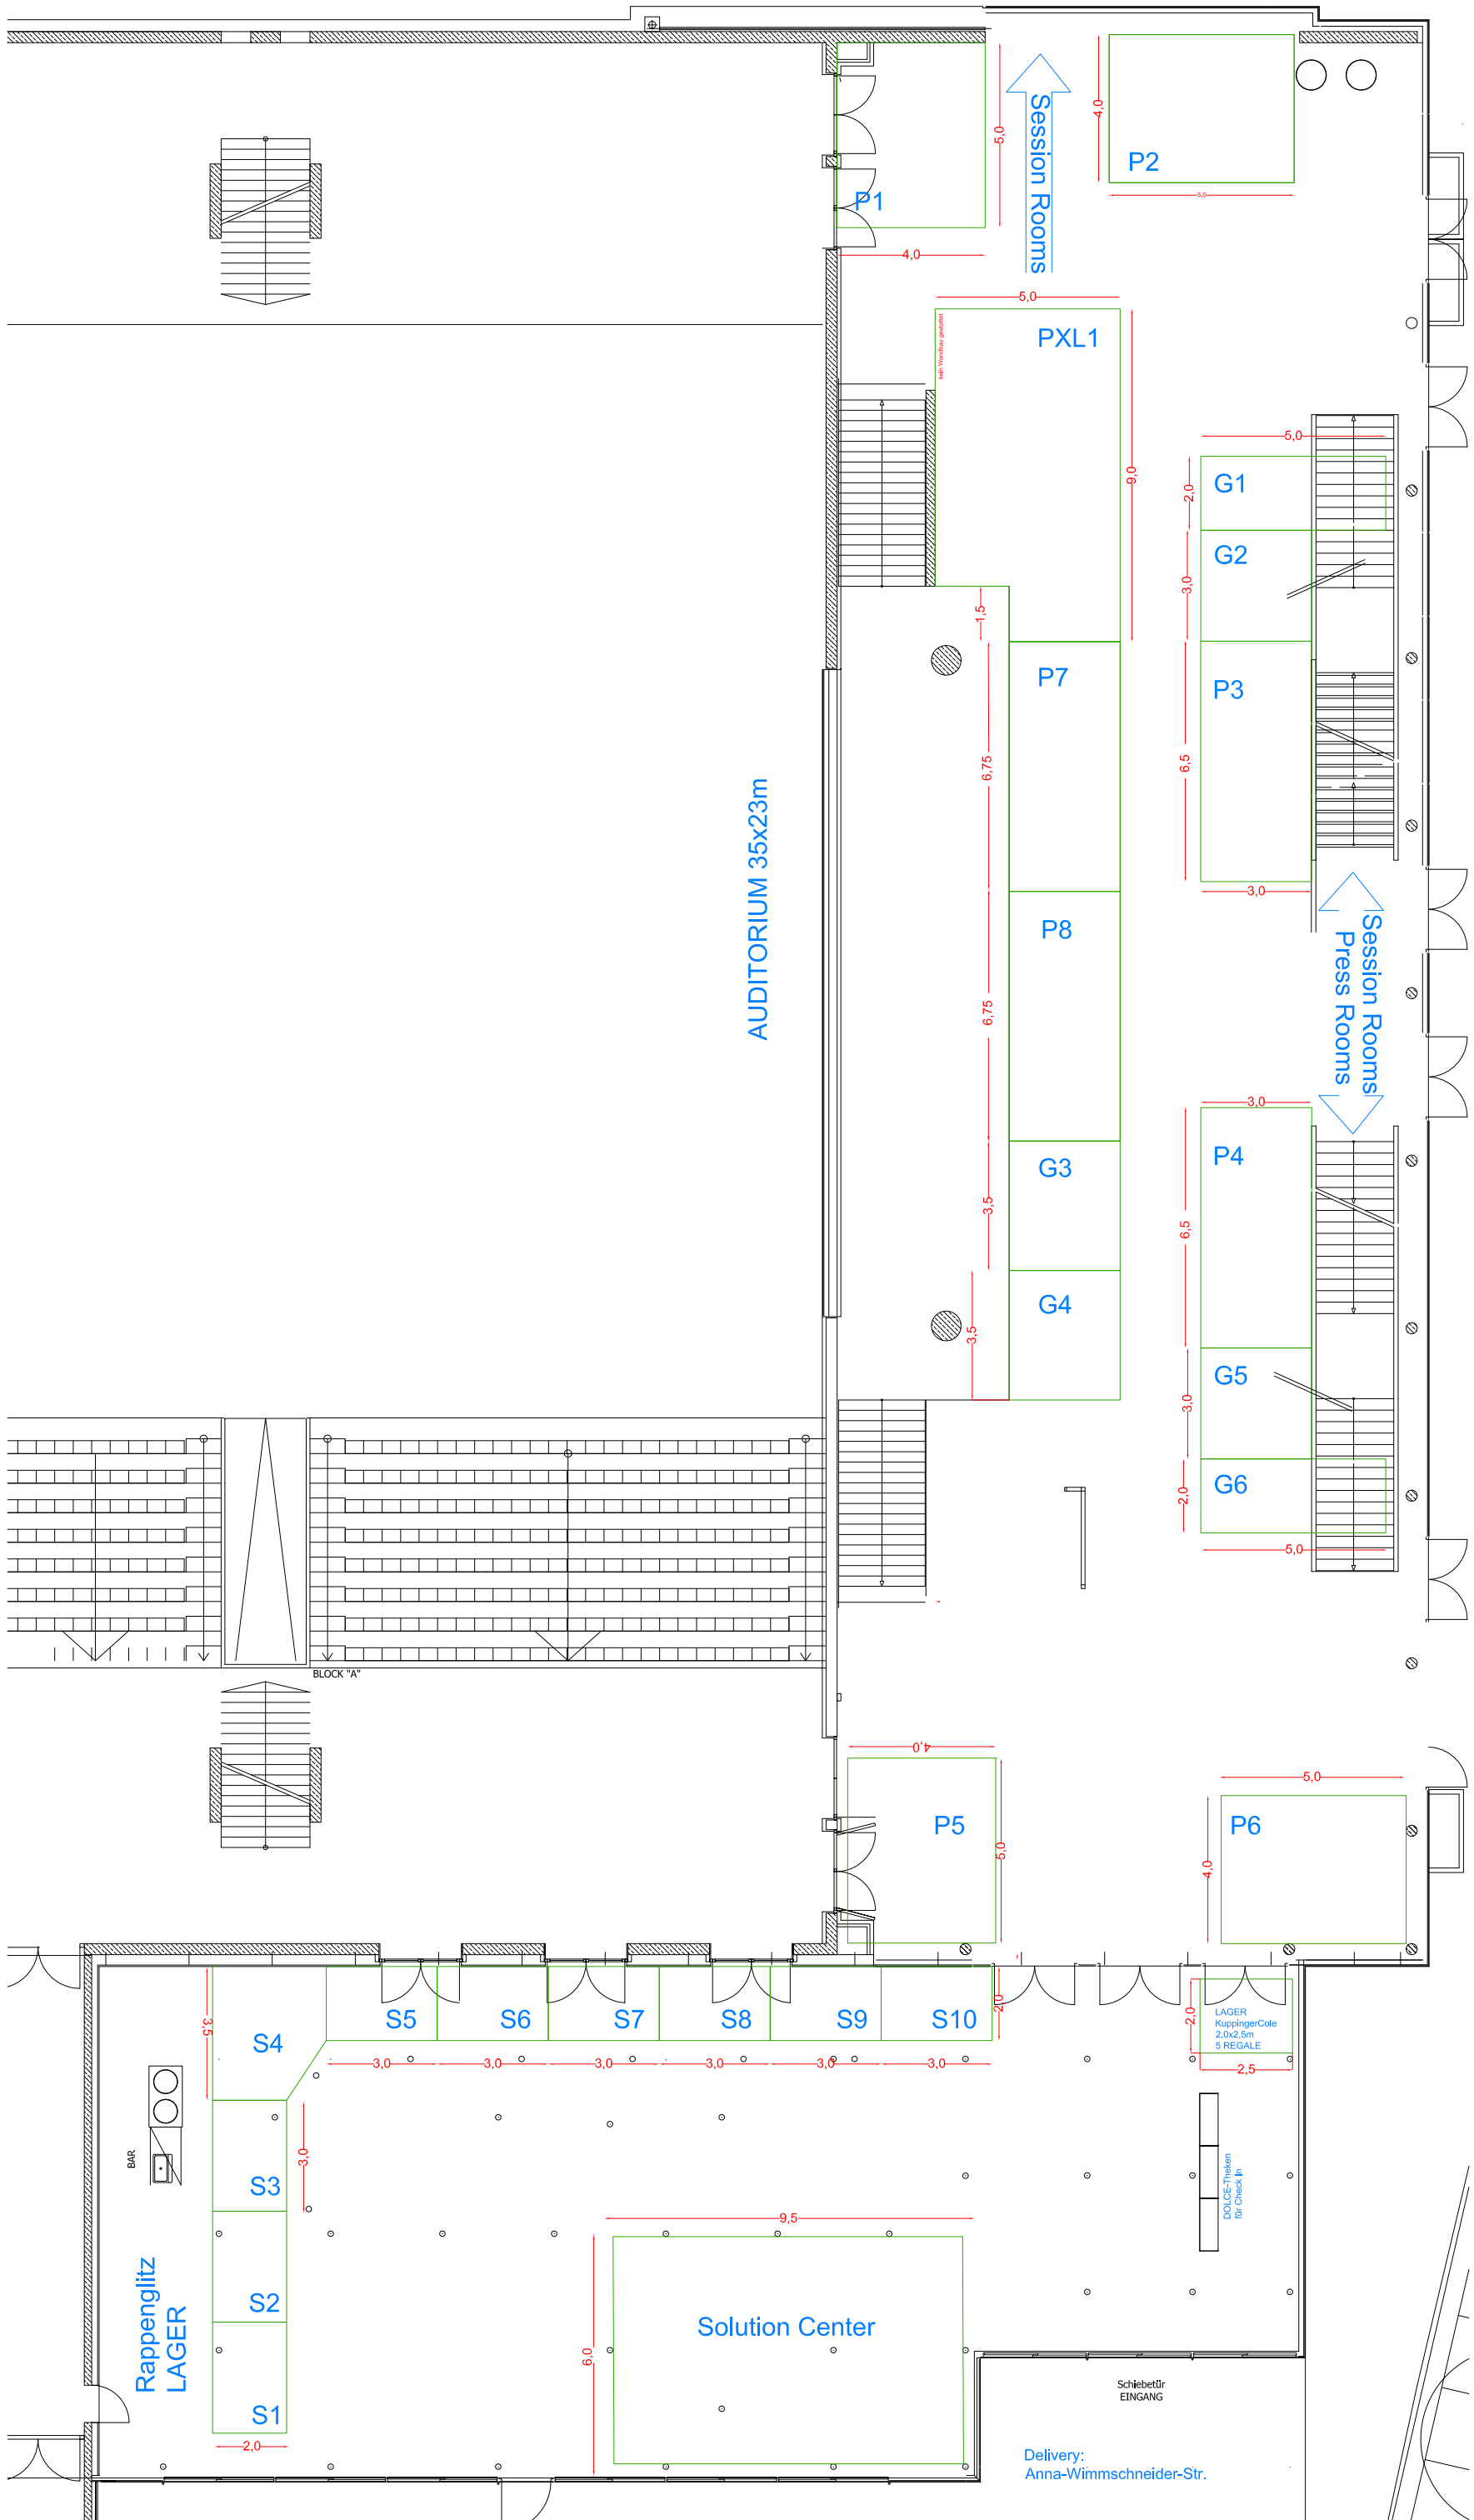 Session Rooms
4,0
P2
5,0
5,0
P1
4,0
5,0
kein Wandbau gestattet
PXL1
9,0
5,0
G1
2,0
G2
3,0
1,5
P7
6,75
P3
6,5
3,0
AUDITORIUM 35x23m
P8
6,75
Session Rooms
Press Rooms
3,0
G3
3,5
P4
6,5
G4
3,5
G5
3,0
G6
2,0
5,0
BLOCK "A"
4,0
P5
5,0
5,0
P6
4,0
3,5
S4
S5
S6
S7
S8
S9
S10
2,0
3,0
3,0
3,0
3,0
3,0
3,0
2,0
LAGER
KuppingerCole
2,0x2,5m
5 REGALE
2,5
BAR
S3
3,0
DOLCE-Theken
für Check In
9,5
Rappenglitz
LAGER
S2
6,0
Solution Center
S1
2,0
Schiebetür
EINGANG
Delivery:
Anna-Wimmschneider-Str.